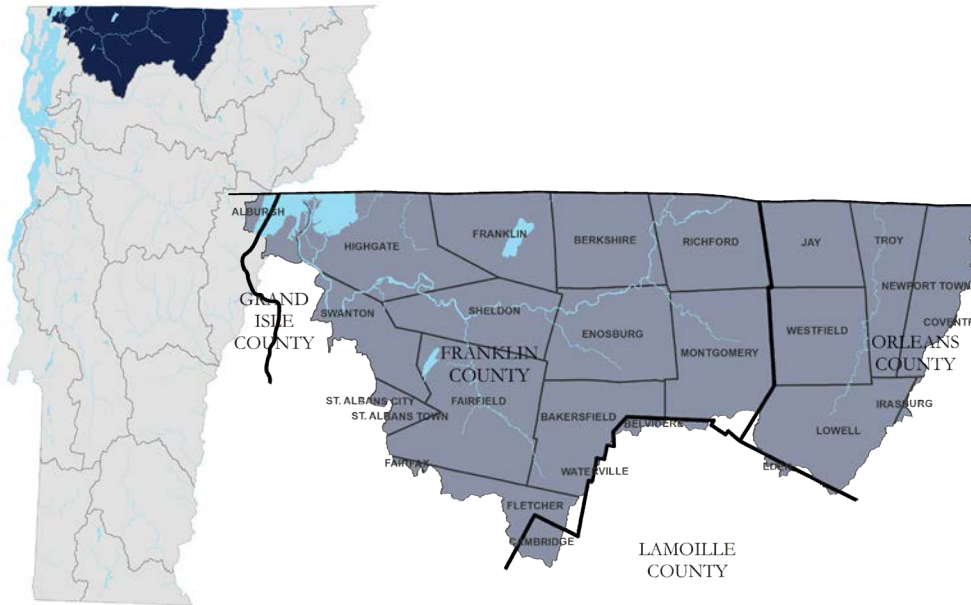 ALBURGH
HIGHGATE
FRANKLIN
BERKSHIRE
RICHFORD
JAY
TROY
NEWPORT TOWN
GRAND
ISLE
COUNTY
SWANTON
SHELDON
ENOSBURG
MONTGOMERY
WESTFIELD
COVENT
ORLEANS
COUNTY
FRANKLIN
COUNTY
ST. ALBANS CITY
ST. ALBANS TOWN
FAIRFIELD
BAKERSFIELD
BELVIDERE
IRASBURG
LOWELL
FAIRFAX
WATERVILLE
EDEN
FLETCHER
CAMBRIDGE
LAMOILLE
COUNTY